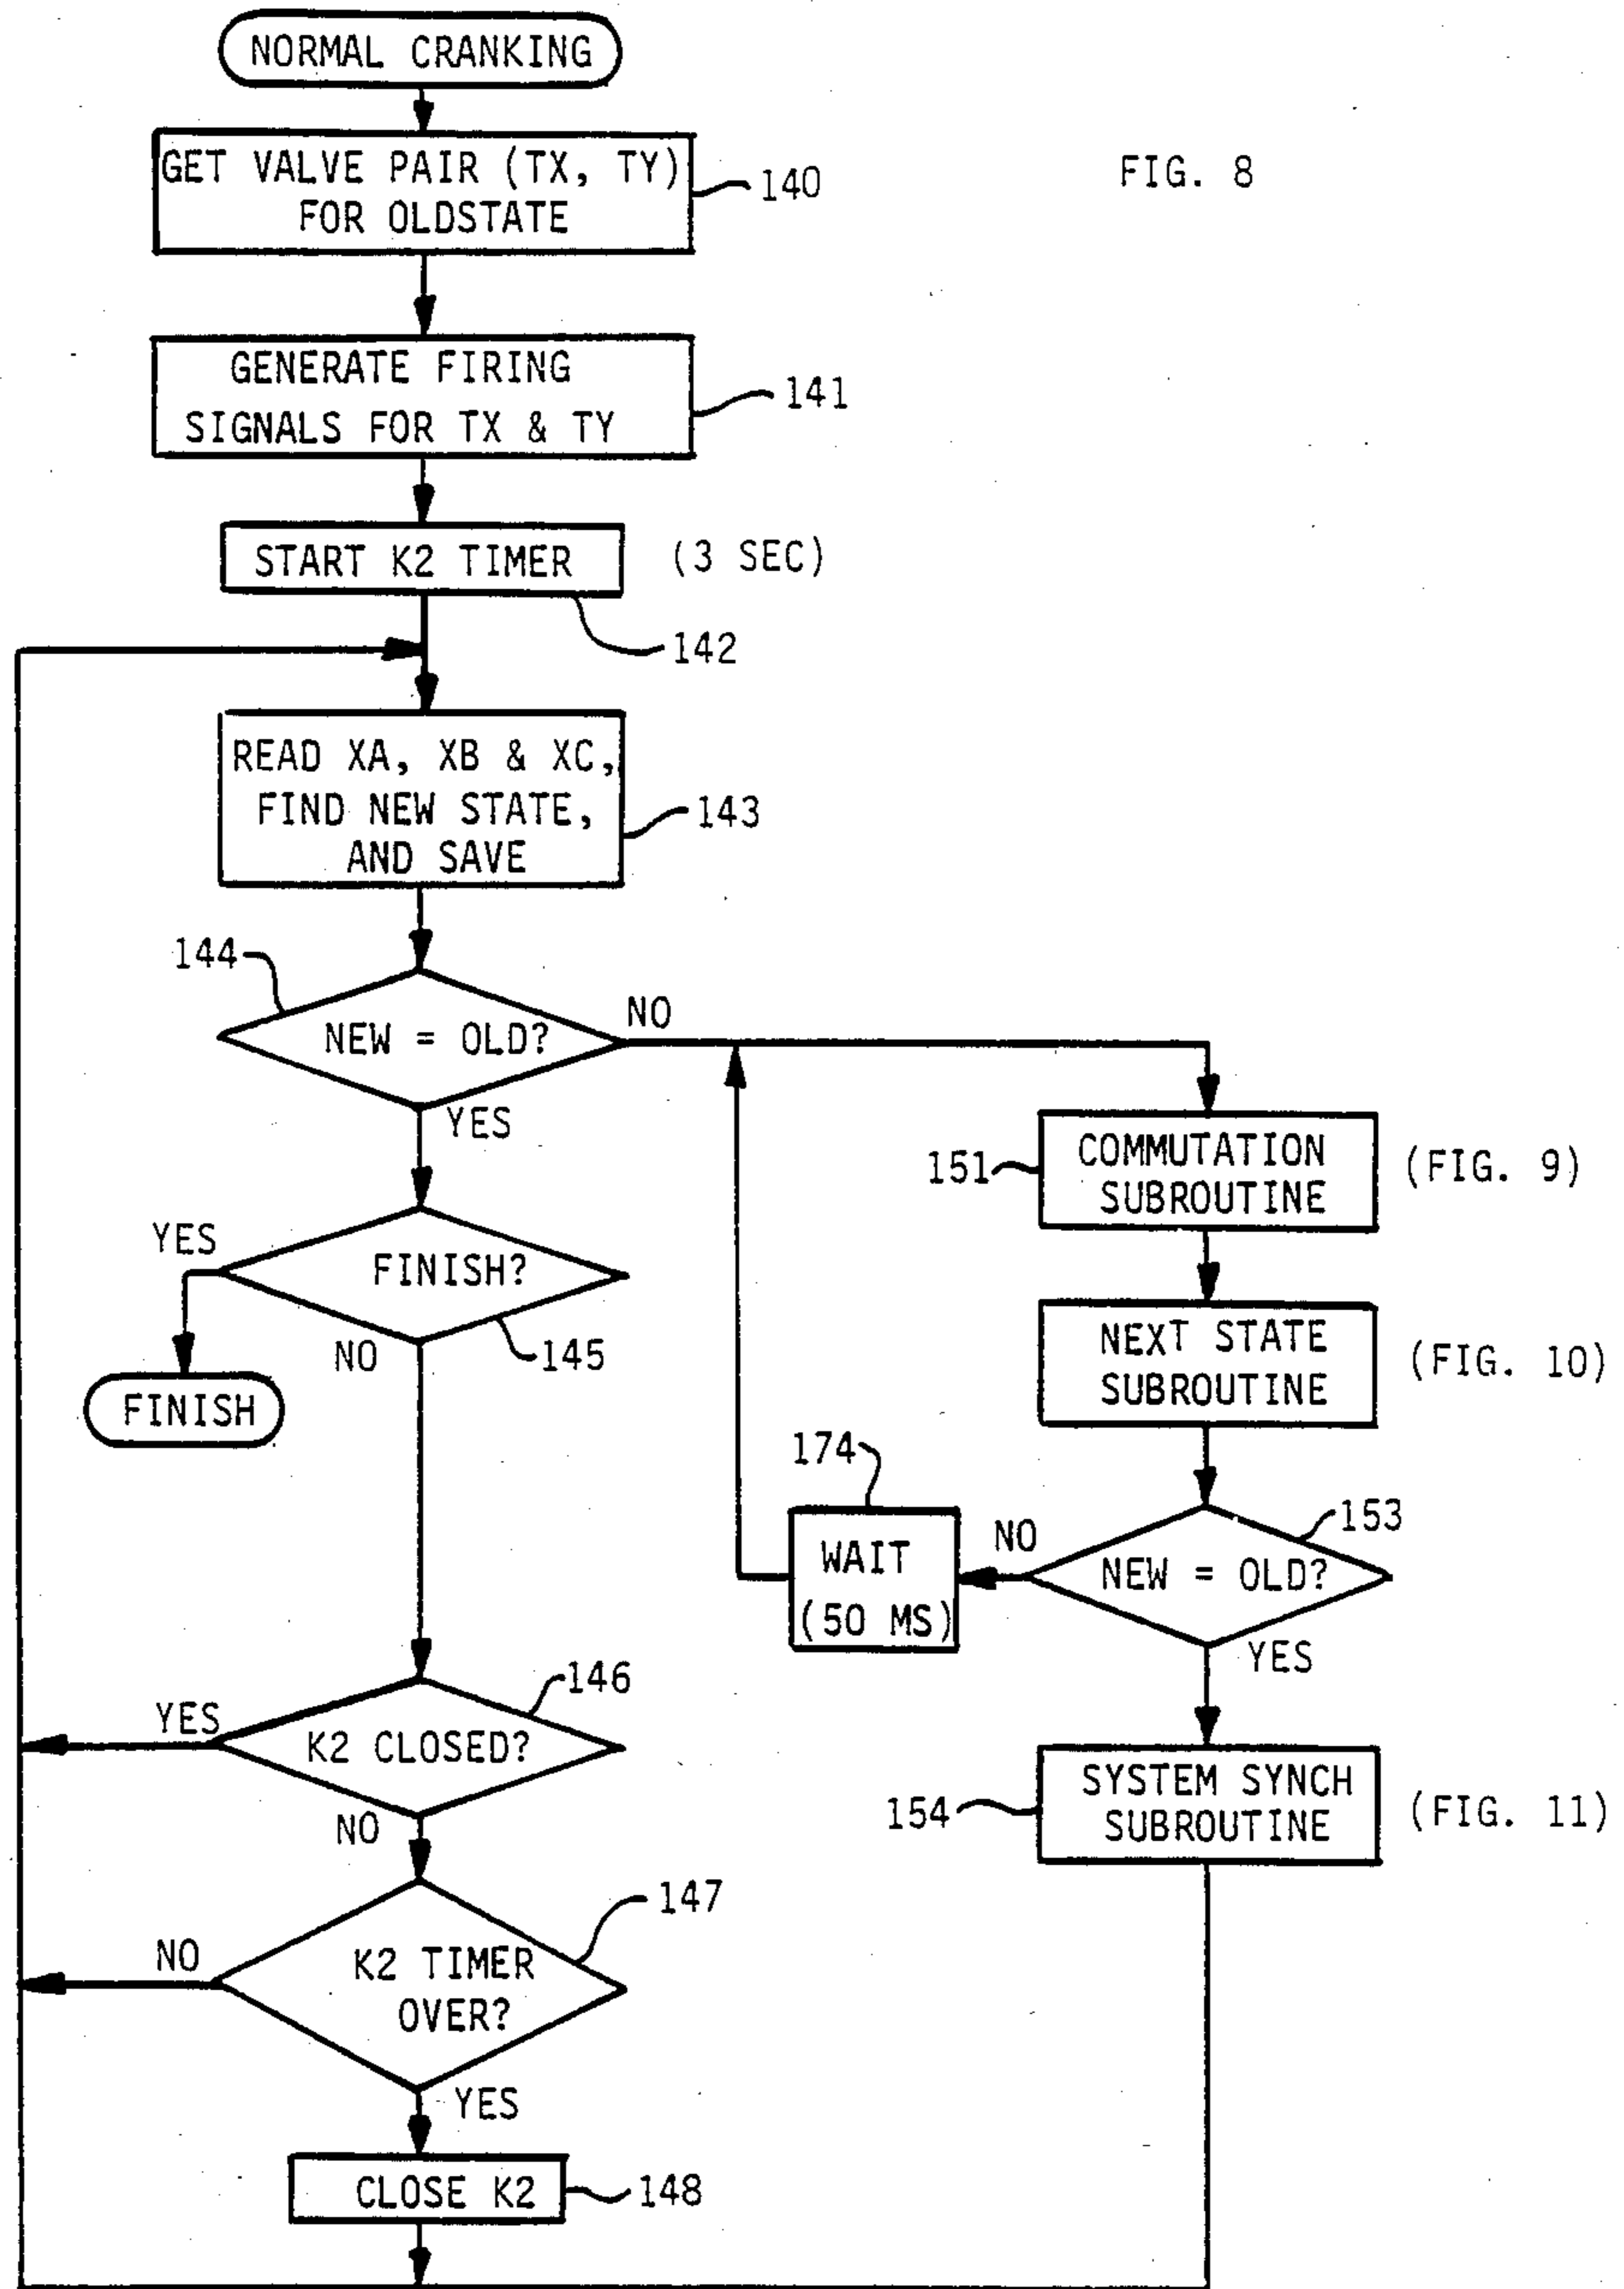 NORMAL CRANKING
GET VALVE PAIR (TX, TY)
FOR OLDSTATE
140
FIG. 8
GENERATE FIRING
SIGNALS FOR TX & TY
141
START K2 TIMER
(3 SEC)
142
READ XA, XB & XC,
FIND NEW STATE,
AND SAVE
143
144
NEW = OLD?
NO
YES
151
COMMUTATION
SUBROUTINE
(FIG. 9)
YES
FINISH?
NO
145
FINISH
NEXT STATE
SUBROUTINE
(FIG. 10)
174
WAIT
(50 MS)
NO
NEW = OLD?
153
YES
146
YES
K2 CLOSED?
NO
154
SYSTEM SYNCH
SUBROUTINE
(FIG. 11)
147
NO
K2 TIMER
OVER?
YES
CLOSE K2
148